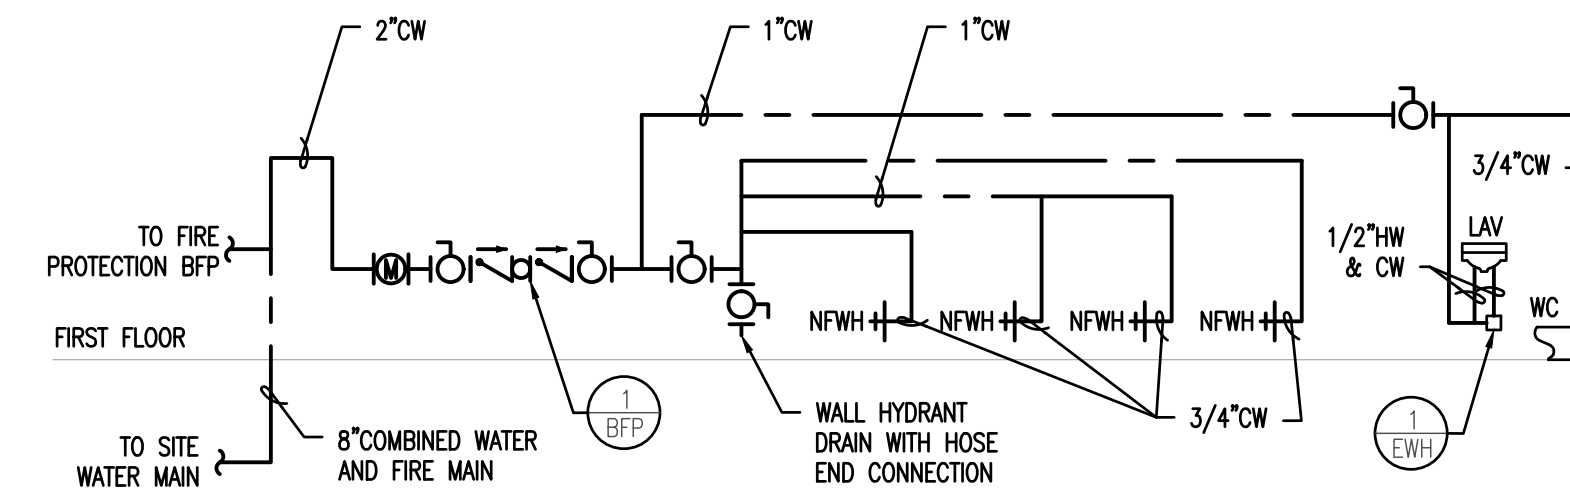 2"CW
1"CW
1"CW
3/4"CW
TO FIRE
PROTECTION BFP
M
1/2"HW
& CW
LAV
NFWH
NFWH
NFWH
NFWH
WC
FIRST FLOOR
1
BFP
WALL HYDRANT
DRAIN WITH HOSE
END CONNECTION
3/4"CW
1
EWH
TO SITE
WATER MAIN
8"COMBINED WATER
AND FIRE MAIN